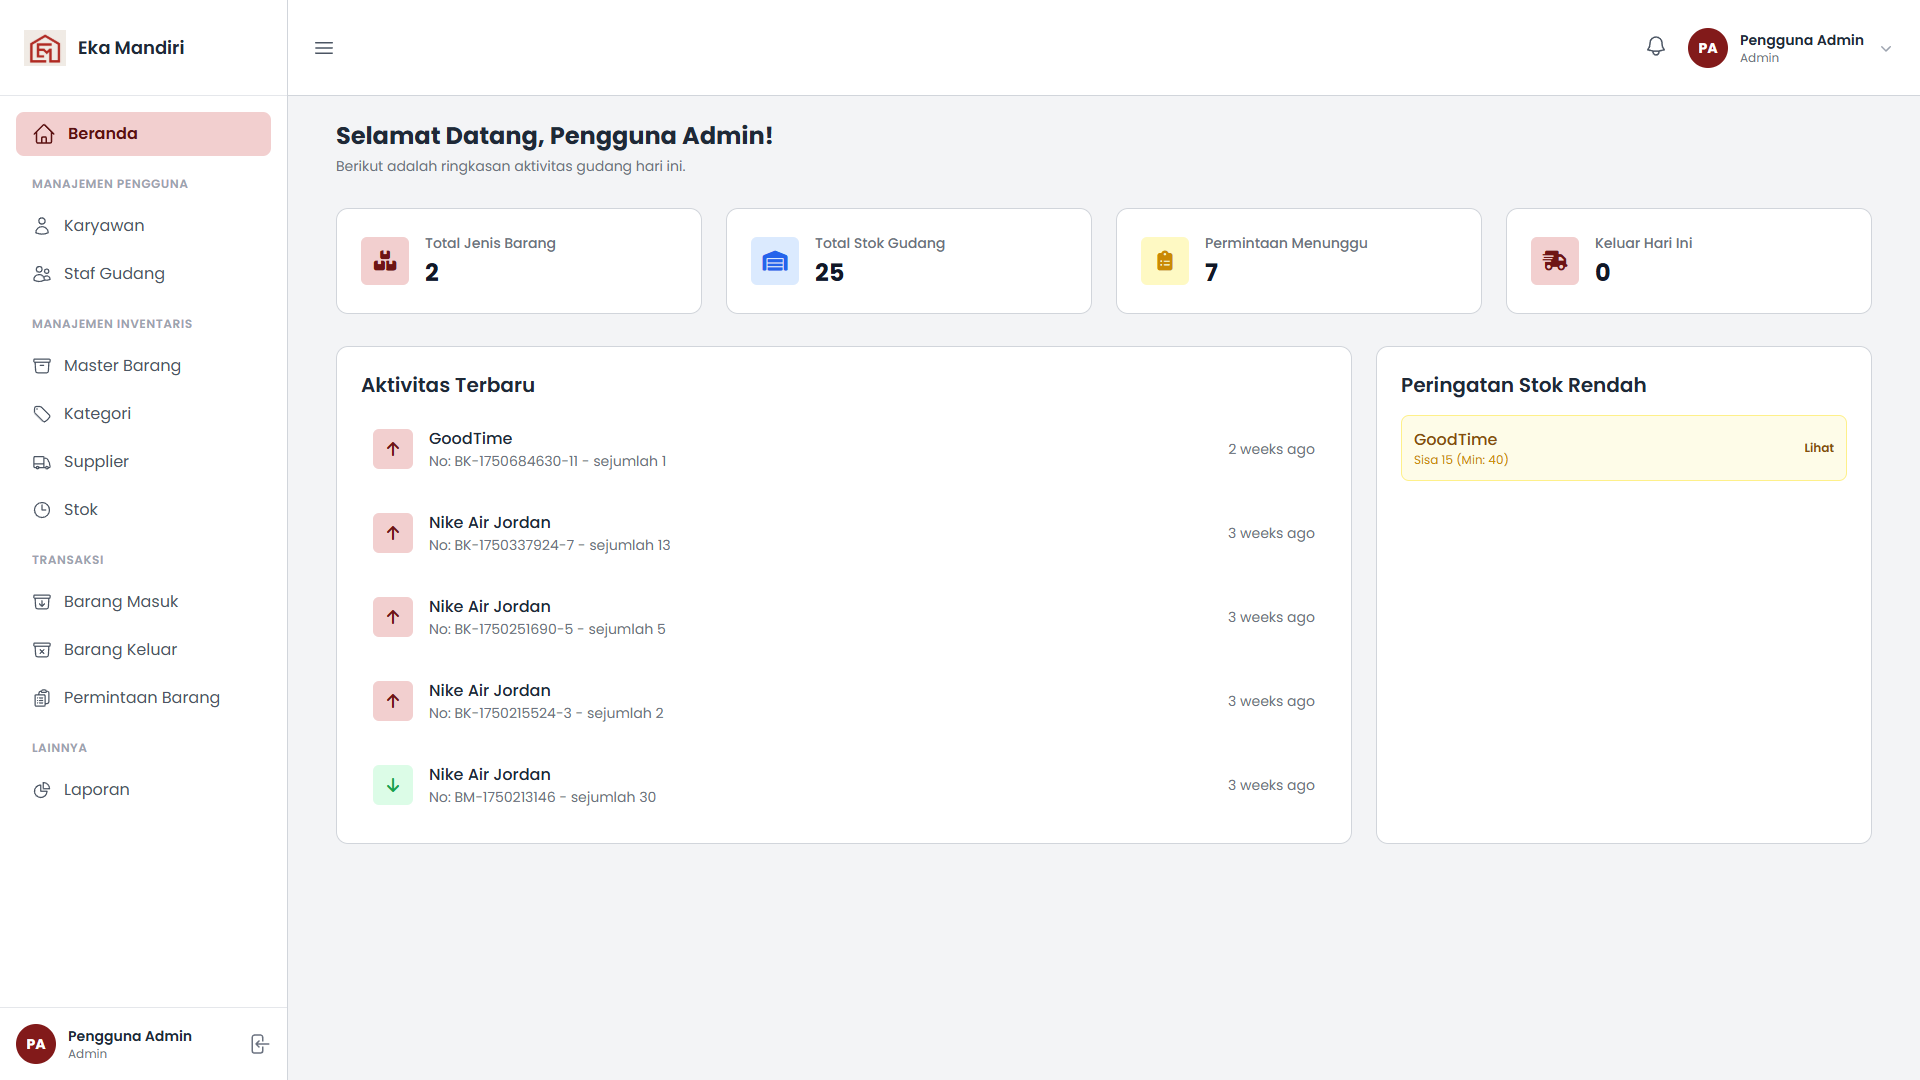 Eka Mandiri
Beranda
MANAJEMEN PENGGUNA
Karyawan
Staf Gudang
MANAJEMEN INVENTARIS
Master Barang
Kategori
Supplier
Stok
TRANSAKSI
Barang Masuk
Barang Keluar
Permintaan Barang
LAINNYA
Laporan
PA
Pengguna Admin
Admin
PA
Pengguna Admin
Admin
Selamat Datang, Pengguna Admin!
Berikut adalah ringkasan aktivitas gudang hari ini.
Total Jenis Barang
2
Total Stok Gudang
25
Permintaan Menunggu
7
Keluar Hari Ini
0
Aktivitas Terbaru
GoodTime
No: BK-1750684630-11 - sejumlah 1
2 weeks ago
Nike Air Jordan
No: BK-1750337924-7 - sejumlah 13
3 weeks ago
Nike Air Jordan
No: BK-1750251690-5 - sejumlah 5
3 weeks ago
Nike Air Jordan
No: BK-1750215524-3 - sejumlah 2
3 weeks ago
Nike Air Jordan
No: BM-1750213146 - sejumlah 30
3 weeks ago
Peringatan Stok Rendah
GoodTime
Sisa 15 (Min: 40)
Lihat